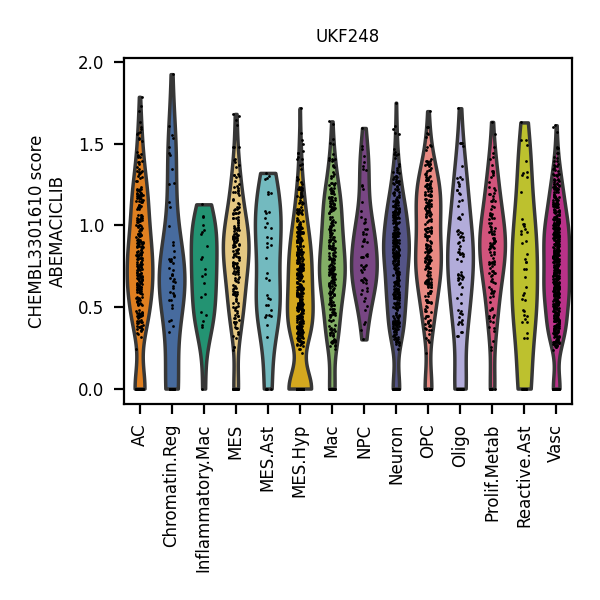 UKF248
CHEMBL3301610 score
ABEMACICLIB
2.0
1.5
1.0
0.5
0.0
AC
Chromatin.Reg
Inflammatory.Mac
MES
MES.Ast
MES.Hyp
Mac
NPC
Neuron
OPC
Oligo
Prolif.Metab
Reactive.Ast
Vasc